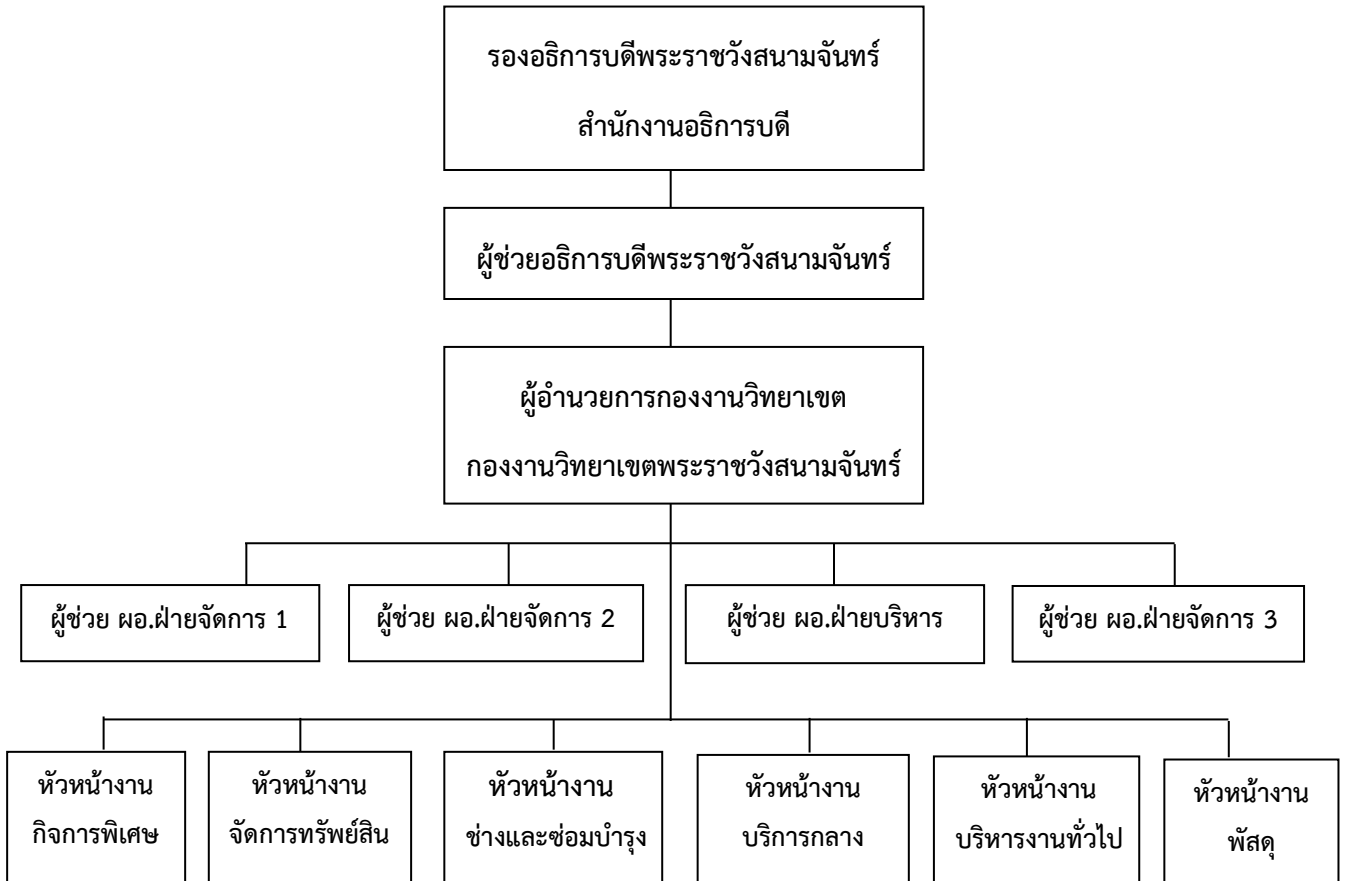 รองอธิการบดีพระราชวังสนามจันทร์
สำนักงานอธิการบดี
ผู้ช่วยอธิการบดีพระราชวังสนามจันทร์
ผู้อำนวยการกองงานวิทยาเขต
กองงานวิทยาเขตพระราชวังสนามจันทร์
ผู้ช่วย ผอ.ฝ่ายจัดการ 1
ผู้ช่วย ผอ.ฝ่ายจัดการ 2
ผู้ช่วย ผอ.ฝ่ายบริหาร
ผู้ช่วย ผอ.ฝ่ายจัดการ 3
หัวหน้างาน
กิจการพิเศษ
หัวหน้างาน
จัดการทรัพย์สิน
หัวหน้างาน
ช่างและซ่อมบำรุง
หัวหน้างาน
บริการกลาง
หัวหน้างาน
บริหารงานทั่วไป
หัวหน้างาน
พัสดุ